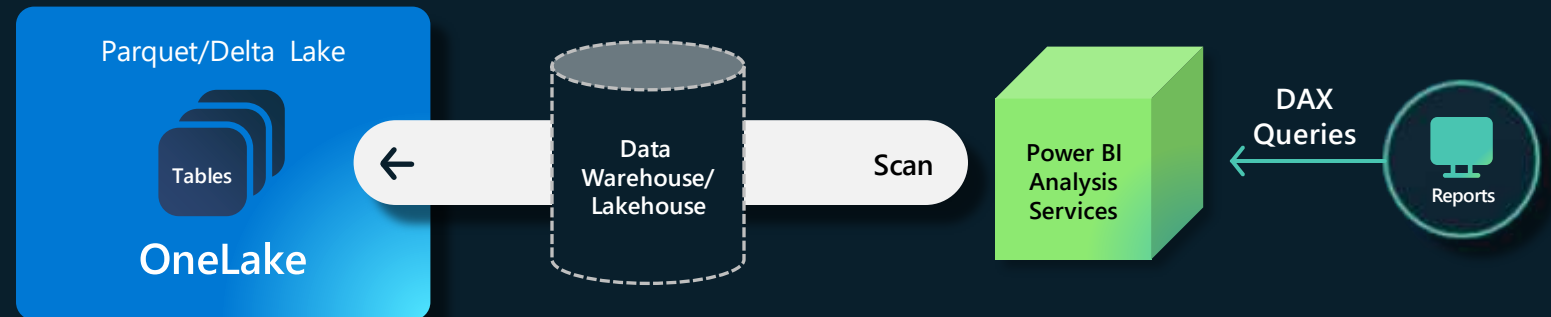 Parquet/Delta Lake
Tables
OneLake
Data
Warehouse/
Lakehouse
Scan
Power BI
Analysis
Services
DAX
Queries
Reports